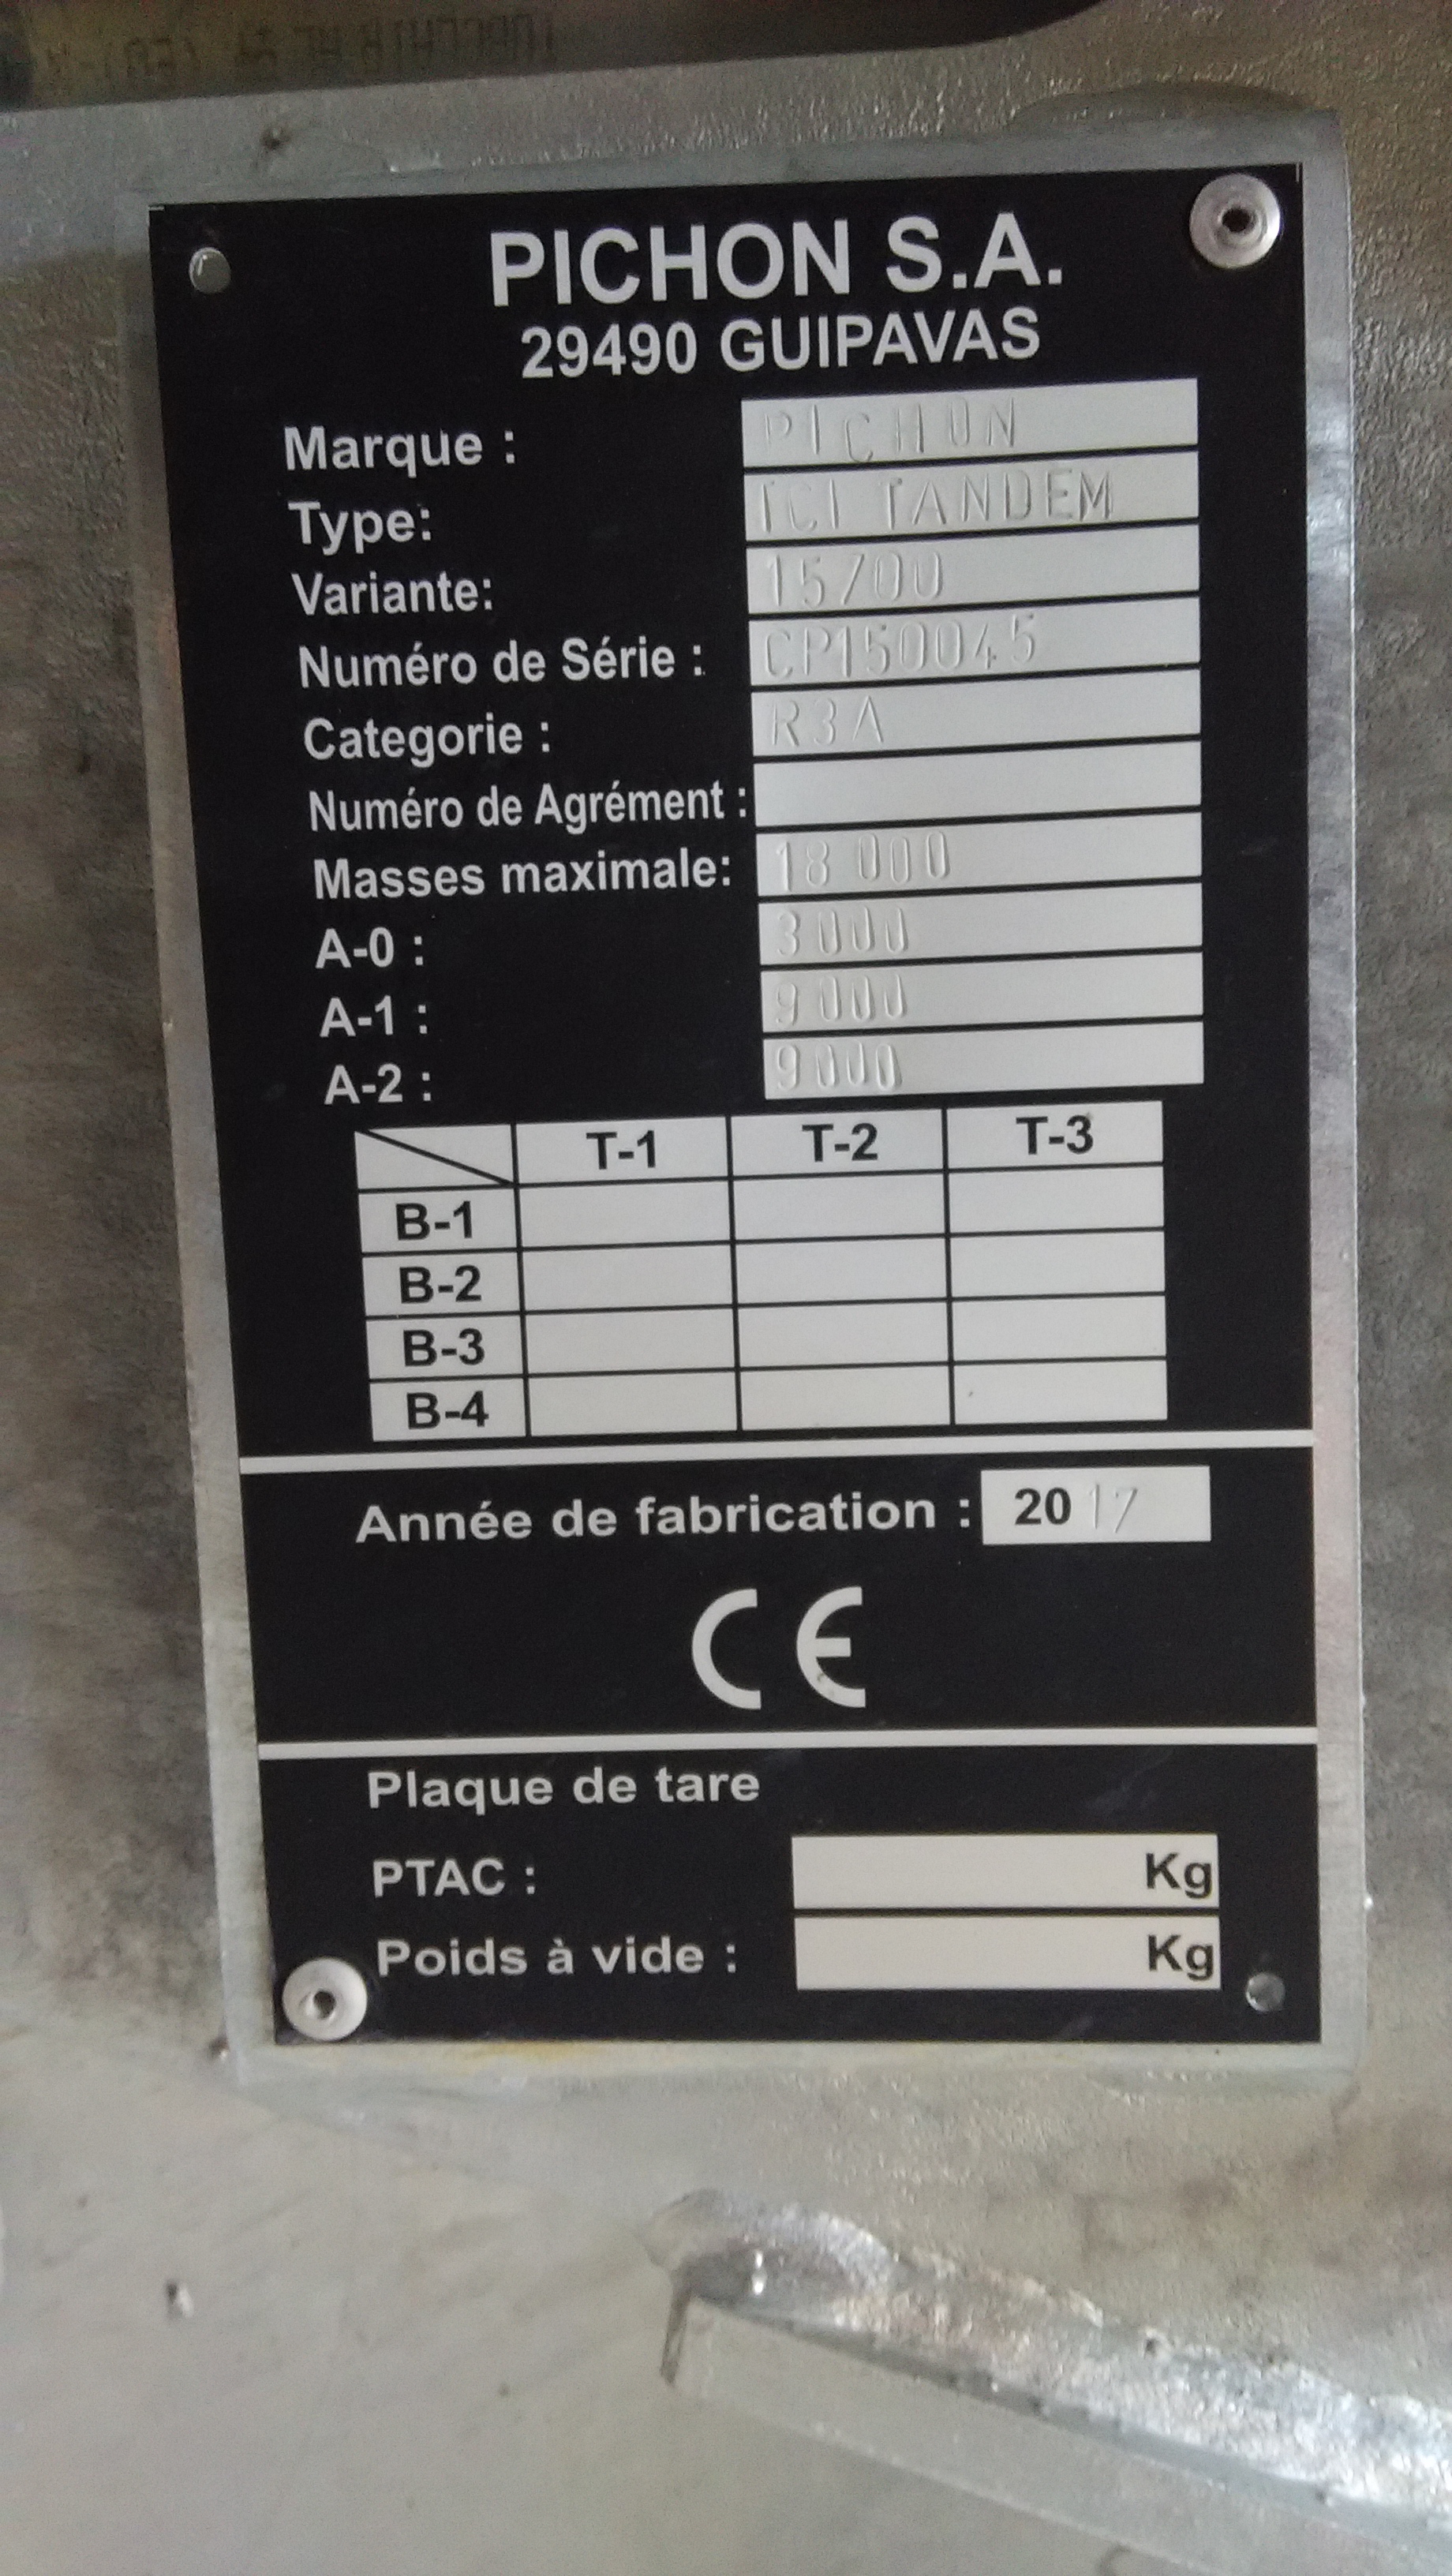 PICHON S.A.
29490 GUIPAVAS
Marque : PICHON
Type: TCI TANDEM
Variante: 15700
Numéro de Série : CP150045
Categorie : R3A
Numéro de Agrément :
Masses maximale: 18 000
A-0 : 3000
A-1 : 9000
A-2 : 9000
T-1 T-2 T-3
B-1
B-2
B-3
B-4
Année de fabrication : 2017
CE
Plaque de tare
PTAC : Kg
Poids à vide : Kg